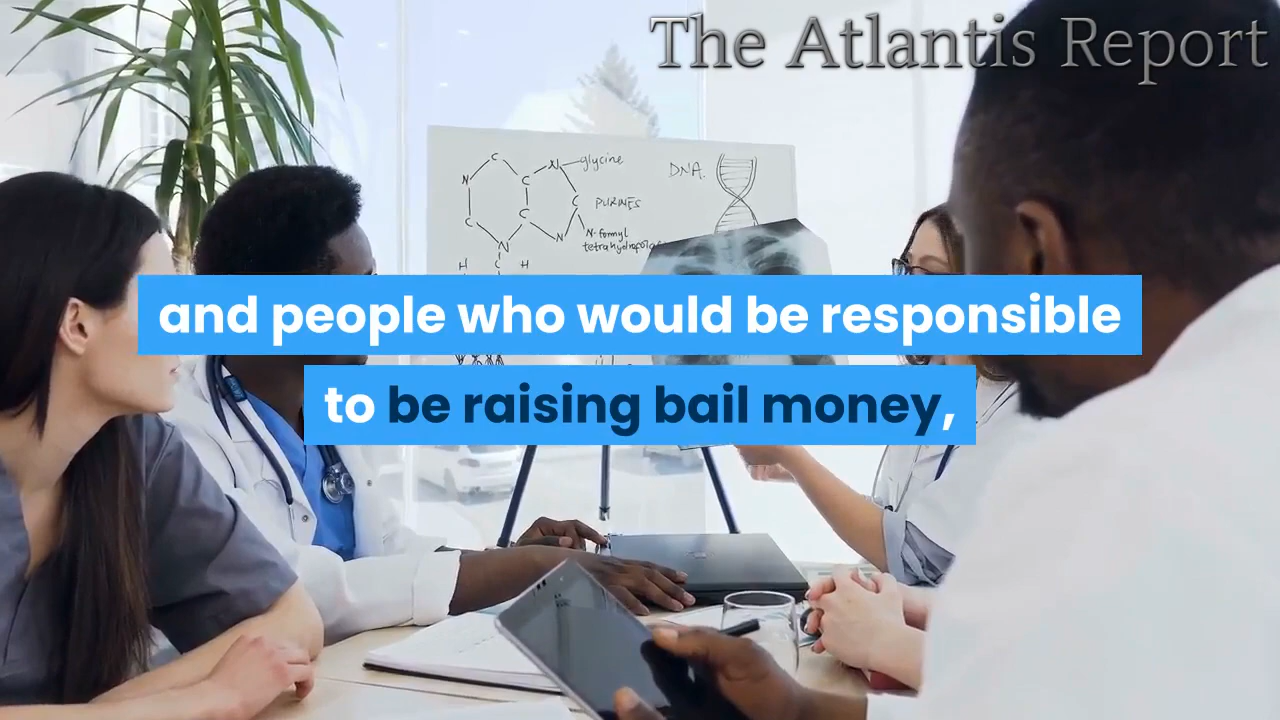 The Atlantis Report
glycine
DNA.
PURINES
N-formyl
and people who would be responsible
to be raising bail money,